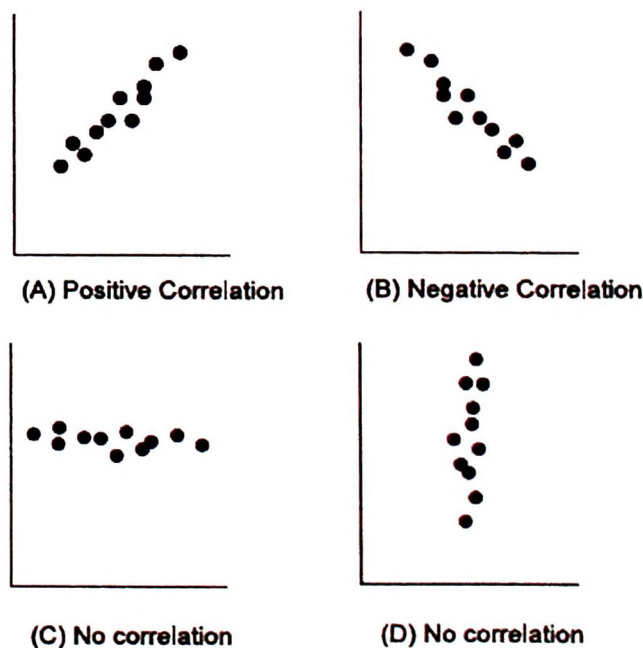 (A) Positive Correlation
(B) Negative Correlation
(C) No correlation
(D) No correlation